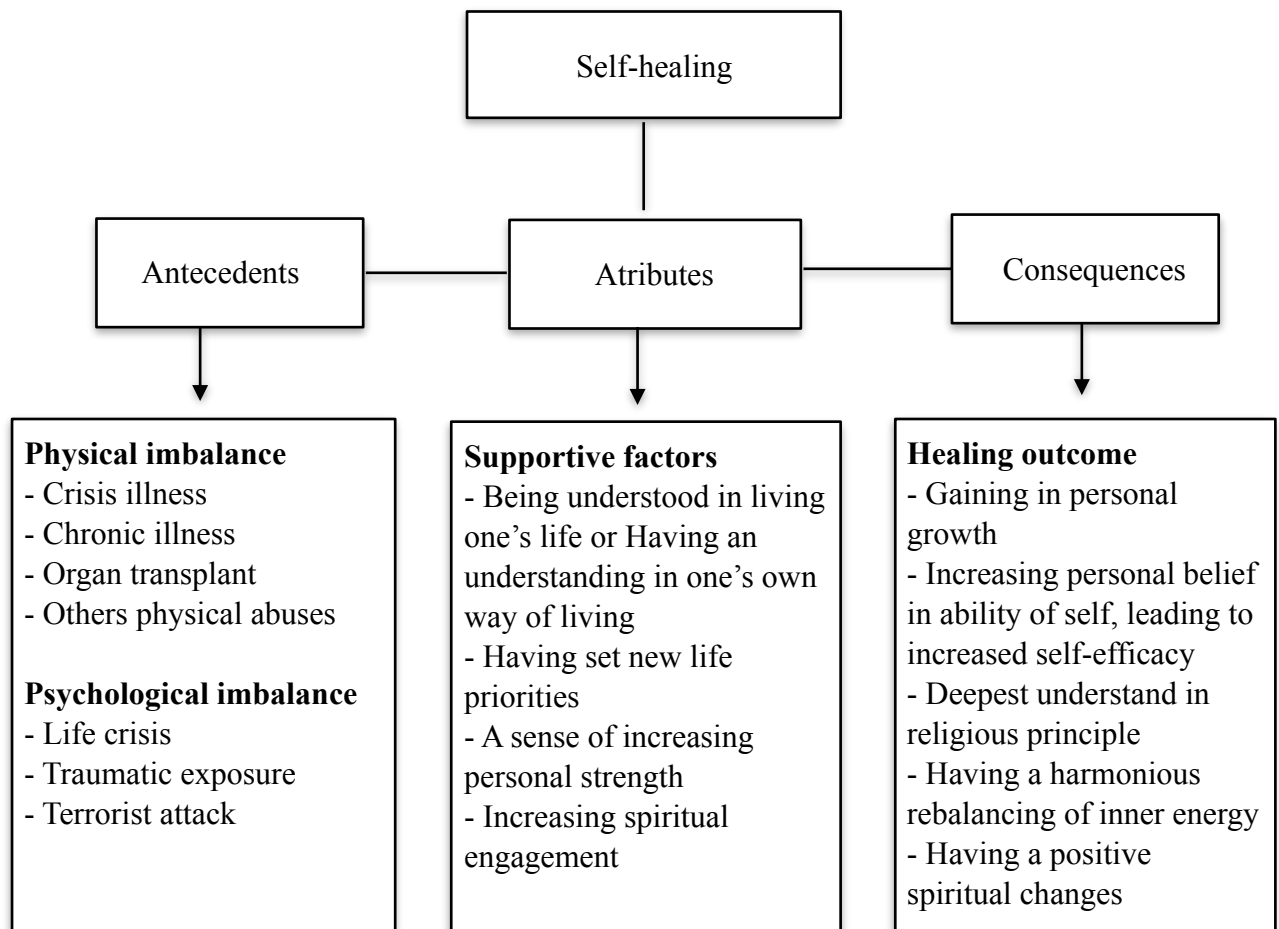 Self-healing
Antecedents
Atributes
Consequences
Physical imbalance
- Crisis illness
- Chronic illness
- Organ transplant
- Others physical abuses
Psychological imbalance
- Life crisis
- Traumatic exposure
- Terrorist attack
Supportive factors
- Being understood in living
one’s life or Having an
understanding in one’s own
way of living
- Having set new life
priorities
- A sense of increasing
personal strength
- Increasing spiritual
engagement
Healing outcome
- Gaining in personal
growth
- Increasing personal belief
in ability of self, leading to
increased self-efficacy
- Deepest understand in
religious principle
- Having a harmonious
rebalancing of inner energy
- Having a positive
spiritual changes